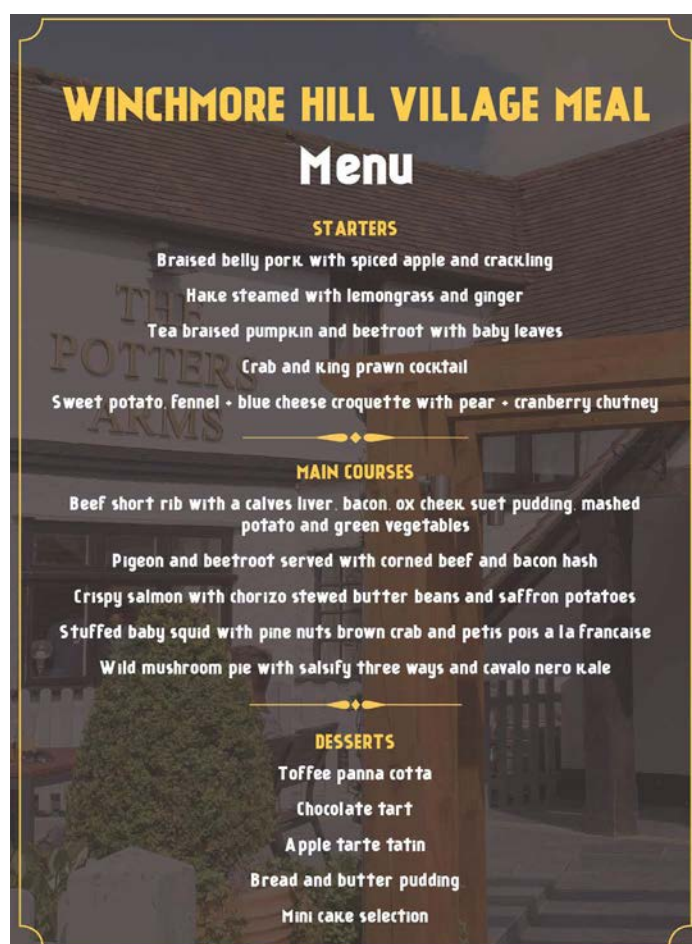 WINCHMORE HILL VILLAGE MEAL
Menu
STARTERS
Braised belly pork with spiced apple and crackling
Hake steamed with lemongrass and ginger
Tea braised pumpkin and beetroot with baby leaves
Crab and king prawn cocktail
Sweet potato, fennel + blue cheese croquette with pear + cranberry chutney
THE
POTTERS
ARMS
MAIN COURSES
Beef short rib with a calves liver, bacon, ox cheek suet pudding, mashed
potato and green vegetables
Pigeon and beetroot served with corned beef and bacon hash
Crispy salmon with chorizo stewed butter beans and saffron potatoes
Stuffed baby squid with pine nuts brown crab and petis pois a la francaise
Wild mushroom pie with salsify three ways and cavalo nero kale
DESSERTS
Toffee panna cotta
Chocolate tart
Apple tarte tatin
Bread and butter pudding
Mini cake selection